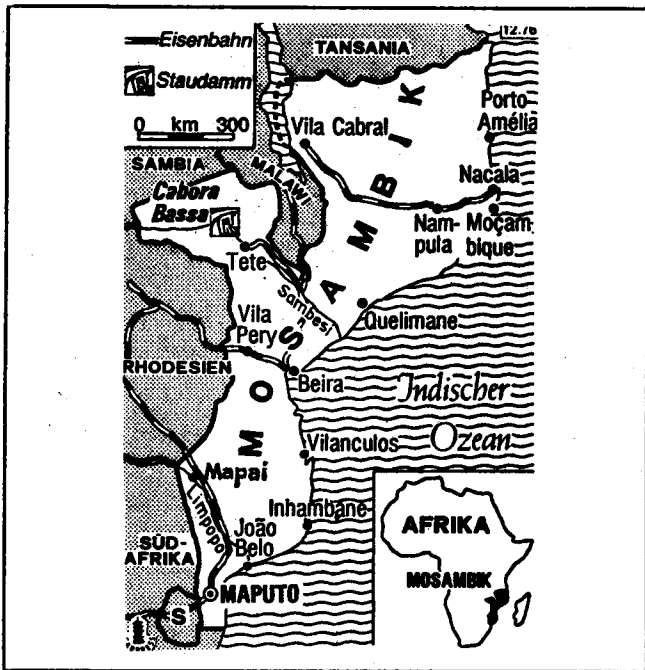 12.76
Eisenbahn
TANSANIA
Staudamm
0 km 300
Porto-
Amélia
Vila Cabral
SAMBIA
MALAWI
Nacala
Cabora
Bassa
Nam-
pula
Moçam
bique
Tete
Sambesi
Vila
Pery
Quelimane
RHODESIEN
Beira
Indischer
Ozean
MOSAMBIK
Vilanculos
Mapaí
Limpopo
Inhambane
João
Belo
SÜD-
AFRIKA
MAPUTO
S
AFRIKA
MOSAMBIK